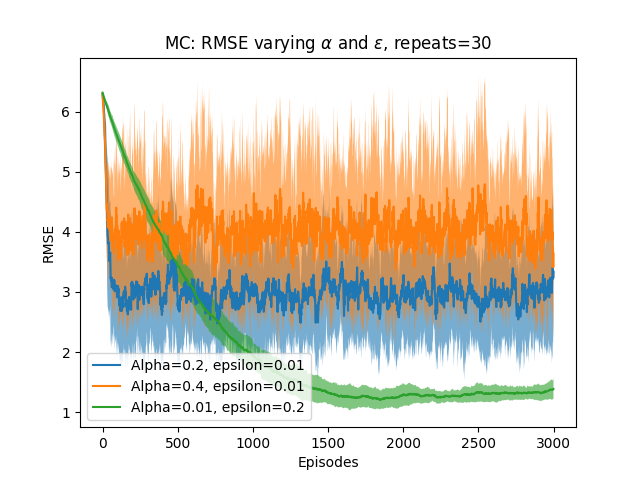 MC: RMSE varying α and ε, repeats=30
RMSE
6
5
4
3
2
1
Alpha=0.2, epsilon=0.01
Alpha=0.4, epsilon=0.01
Alpha=0.01, epsilon=0.2
0 500 1000 1500 2000 2500 3000
Episodes